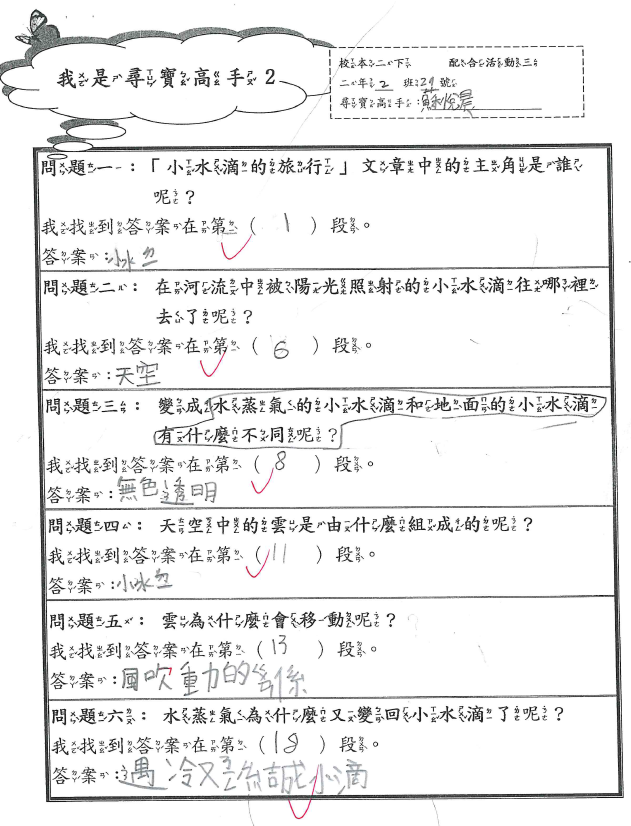 我是尋寶高手2
校本二下 配合活動三
二年 2 班 29 號
尋寶高手：蘇悅晨
問題一：「小水滴的旅行」文章中的主角是誰
呢？
我找到答案在第（ 1 ）段。
答案：小水
問題二：在河流中被陽光照射的小水滴往哪裡
去了呢？
我找到答案在第（ 6 ）段。
答案：天空
問題三：變成水蒸氣的小水滴和地面的小水滴
有什麼不同呢？
我找到答案在第（ 8 ）段。
答案：無色透明
問題四：天空中的雲是由什麼組成的呢？
我找到答案在第（ 11 ）段。
答案：小冰
問題五：雲為什麼會移動呢？
我找到答案在第（ 13 ）段。
答案：風吹動的關係
問題六：水蒸氣為什麼又變回小水滴了呢？
我找到答案在第（ 18 ）段。
答案：遇冷又 小滴